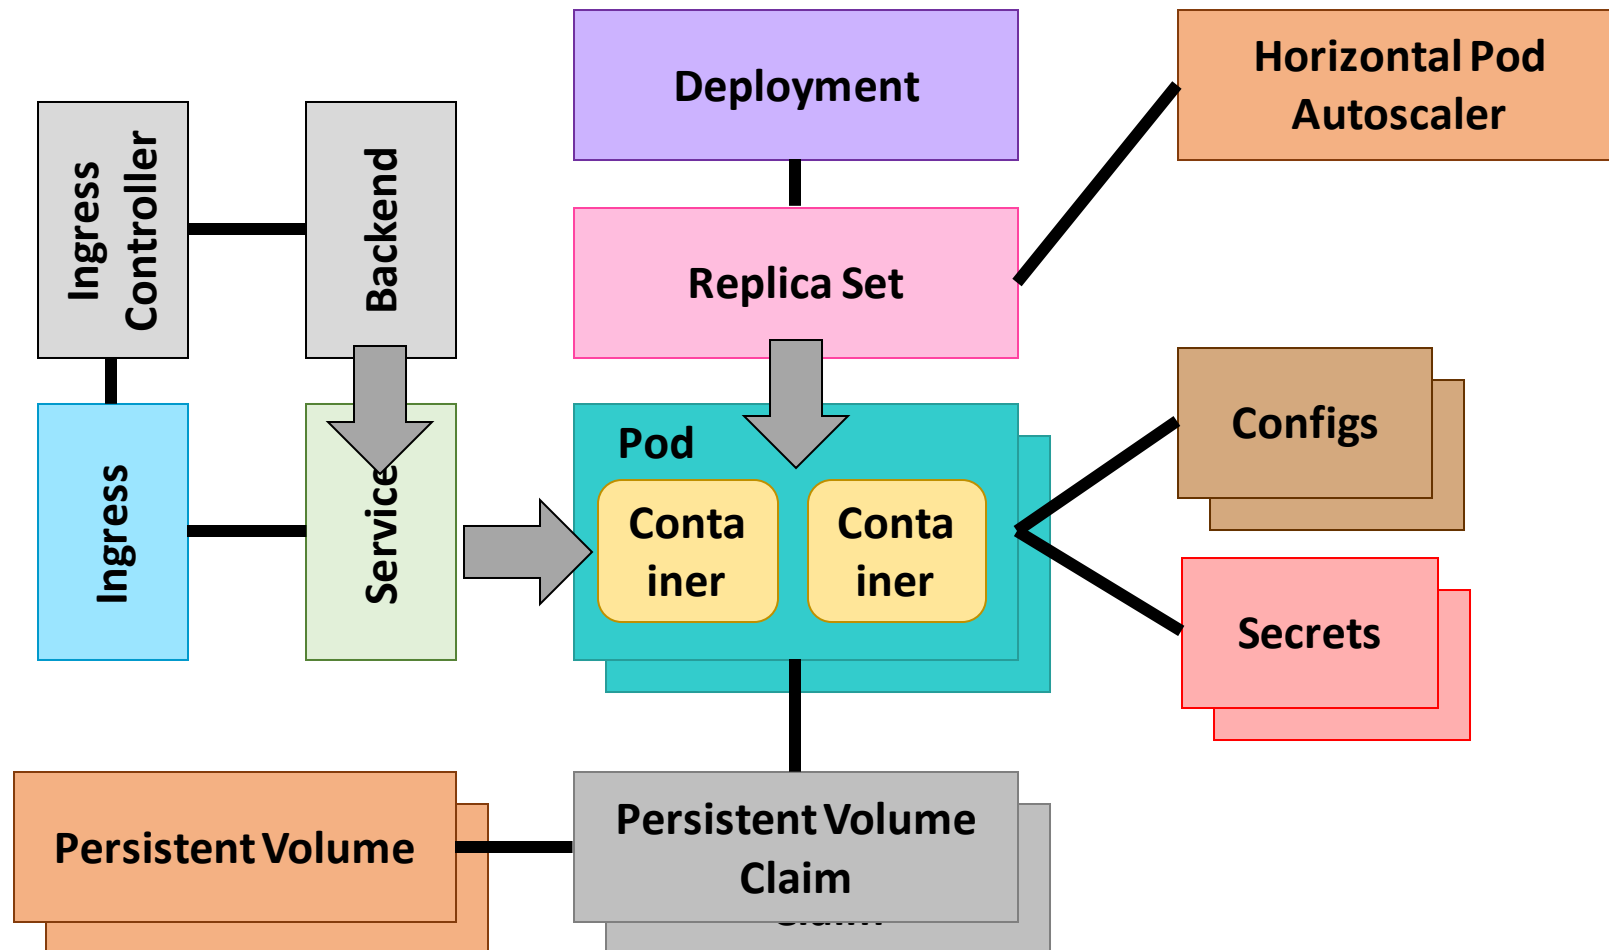 Deployment
Horizontal Pod
Autoscaler
Ingress
Controller
Backend
Replica Set
Configs
Pod
Ingress
Service
Conta
iner
Conta
iner
Secrets
Persistent Volume
Persistent Volume
Claim
Claim